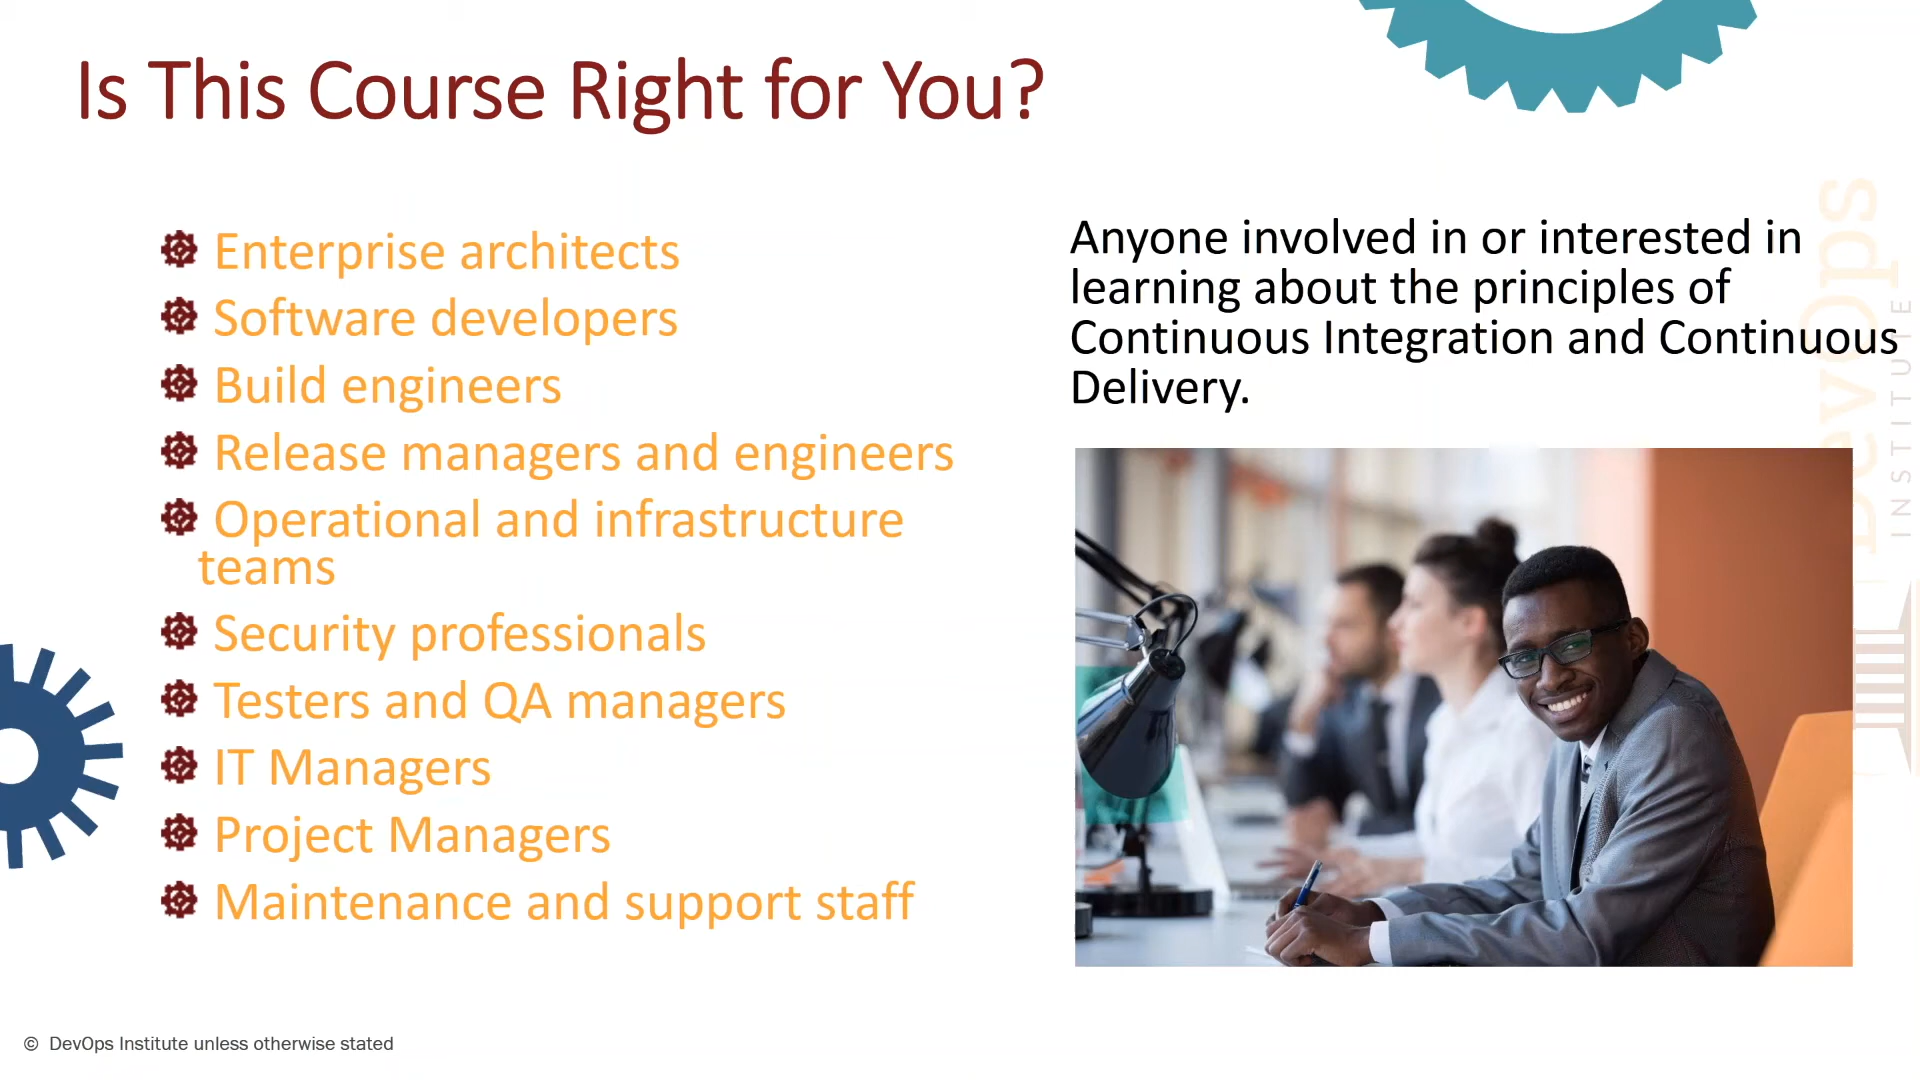 Is This Course Right for You?
Enterprise architects
Software developers
Build engineers
Release managers and engineers
Operational and infrastructure
teams
Security professionals
Testers and QA managers
IT Managers
Project Managers
Maintenance and support staff
Anyone involved in or interested in
learning about the principles of
Continuous Integration and Continuous
Delivery.
DevOps
INSTITUTE
© DevOps Institute unless otherwise stated